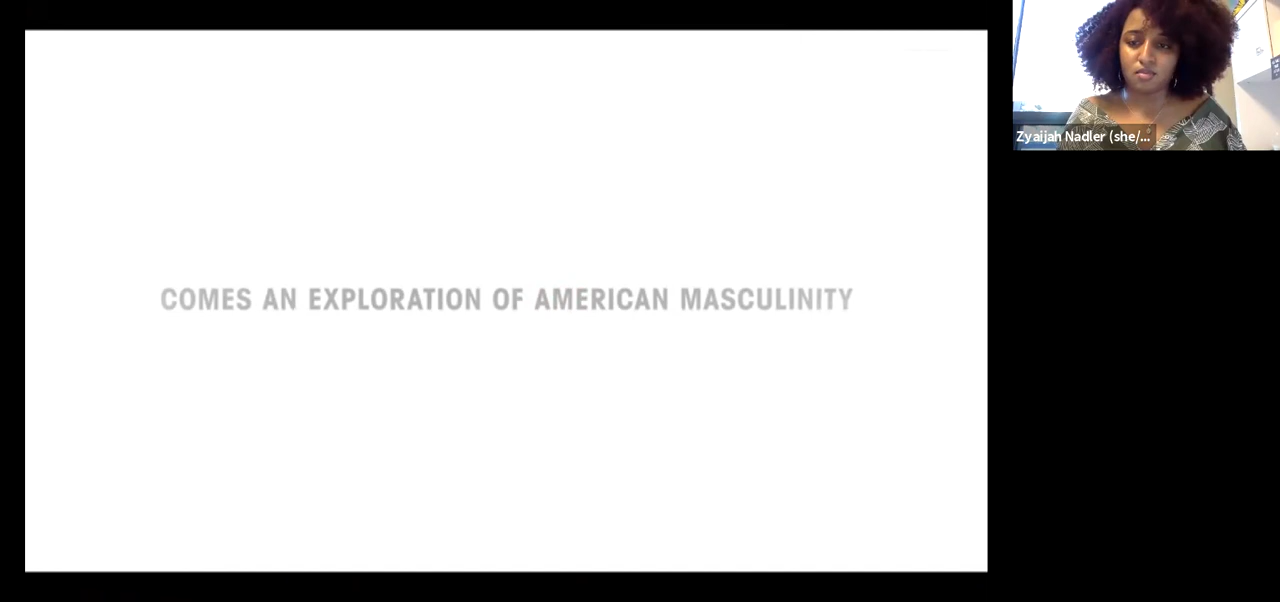 COMES AN EXPLORATION OF AMERICAN MASCULINITY
Zyaijah Nadler (she/...